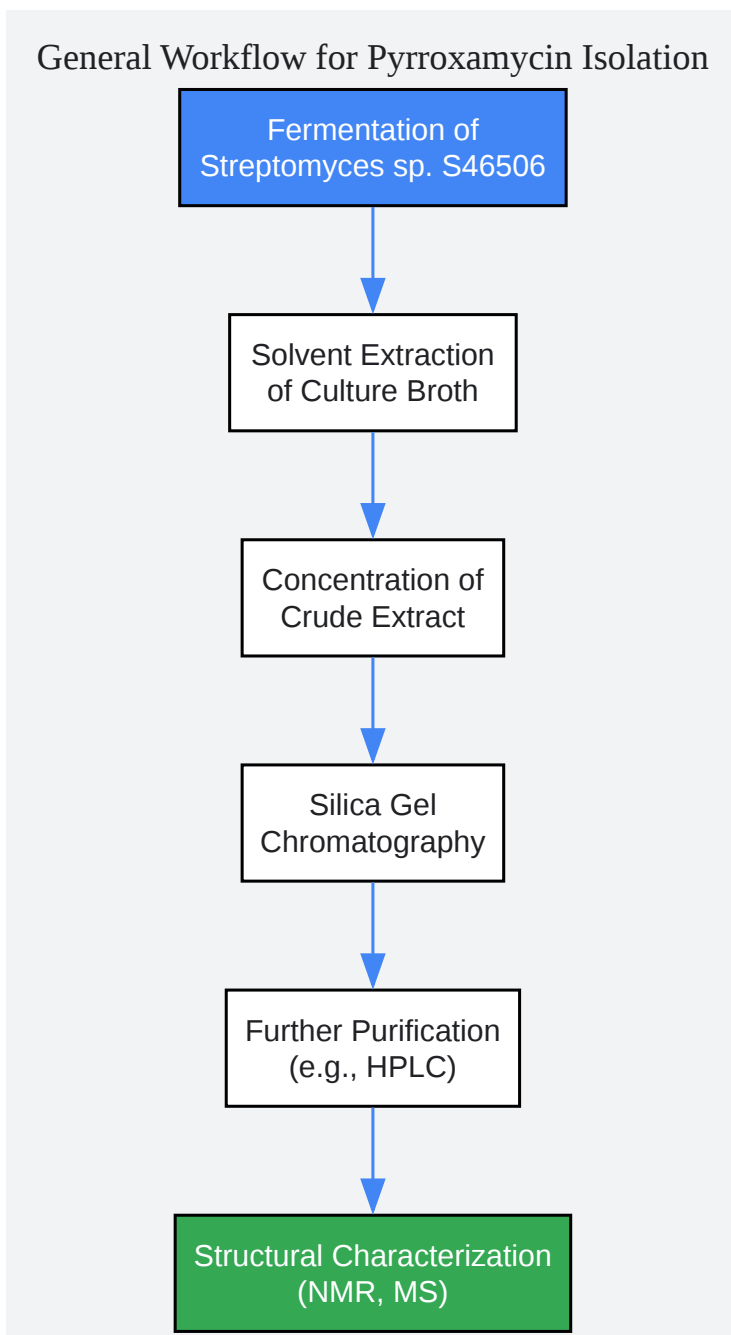 General Workflow for Pyrroxamycin Isolation
Fermentation of
Streptomyces sp. S46506
Solvent Extraction
of Culture Broth
Concentration of
Crude Extract
Silica Gel
Chromatography
Further Purification
(e.g., HPLC)
Structural Characterization
(NMR, MS)